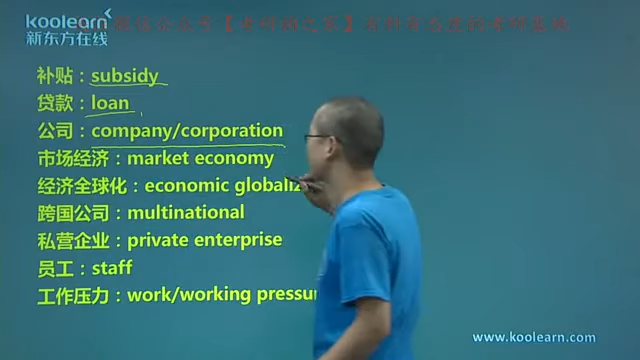 koolearn
新东方在线
补贴：subsidy
贷款：loan
公司：company/corporation
市场经济：market economy
经济全球化：economic globaliz
跨国公司：multinational
私营企业：private enterprise
员工：staff
工作压力：work/working pressu
www.koolearn.com